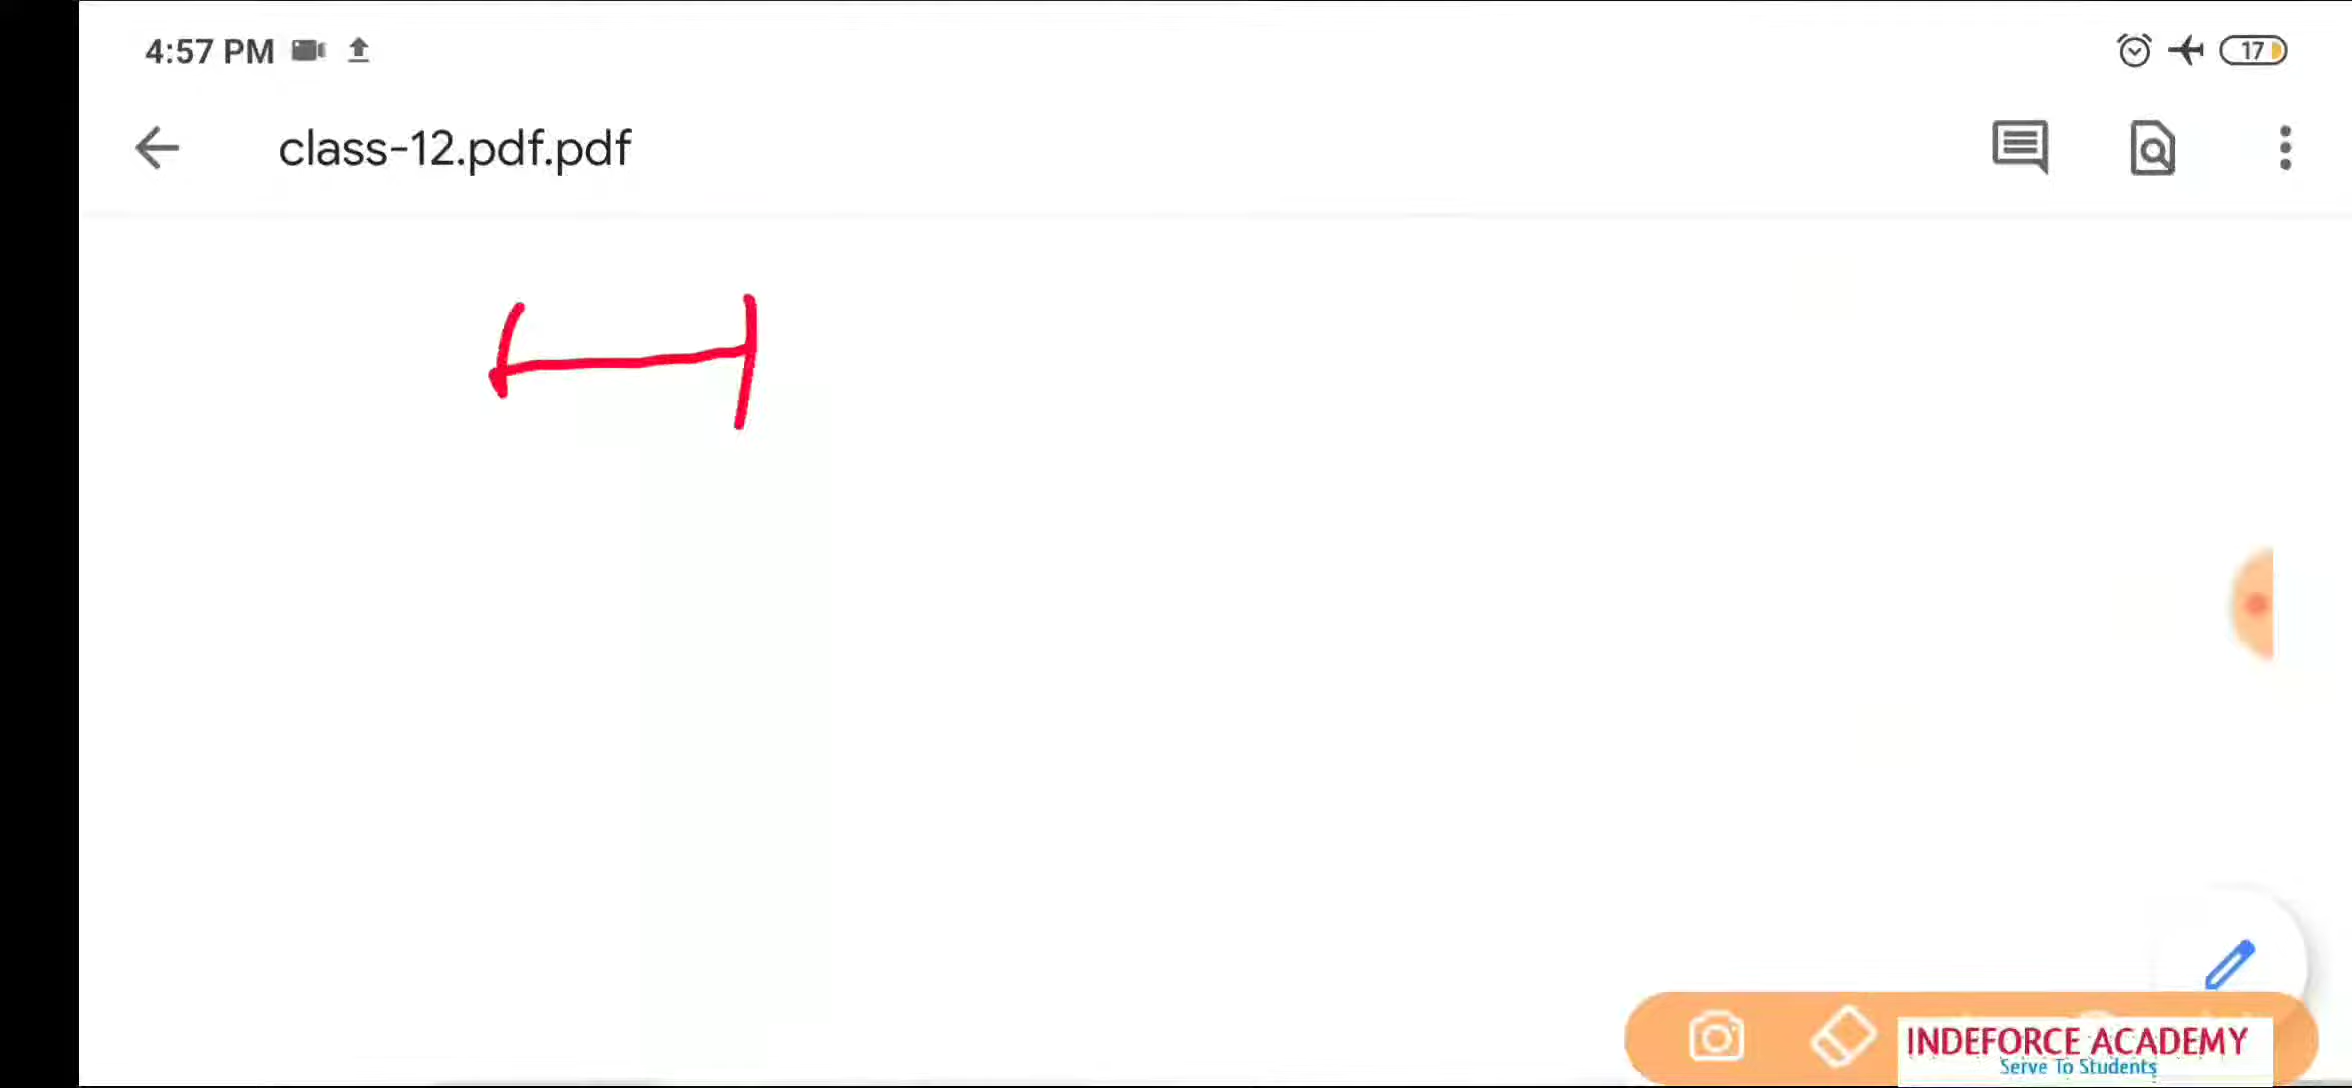 4:57 PM
17
class-12.pdf.pdf
INDEFORCE ACADEMY
Serve To Students